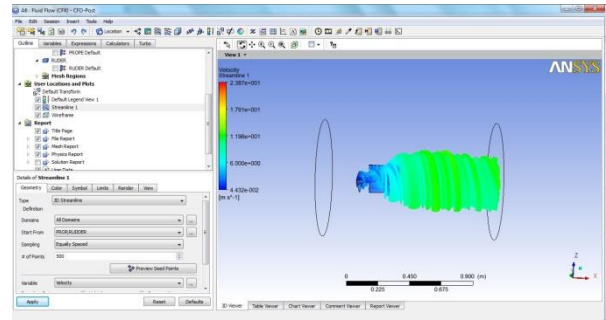 A8 : Fluid Flow (CFX) - CFD-Post
File Edit Session Insert Tools Help
Location
Outline Variables Expressions Calculators Turbo
PROPE Default
RUDER
RUDER Default
Mesh Regions
User Locations and Plots
Default Transform
Default Legend View 1
Streamline 1
Wireframe
Report
Title Page
File Report
Mesh Report
Physics Report
Solution Report
User Data
Details of Streamline 1
Geometry Color Symbol Limits Render View
Type 3D Streamline
Definition
Domains All Domains
Start From PROP,RUDDER
Sampling Equally Spaced
# of Points 500
Preview Seed Points
Variable Velocity
Apply Reset Defaults
View 1
Velocity
Streamline 1
2.387e+001
1.791e+001
1.196e+001
6.000e+000
4.432e-002
[m s^-1]
ANSYS
0 0.450 0.900 (m)
0.225 0.675
Z
X
3D Viewer Table Viewer Chart Viewer Comment Viewer Report Viewer